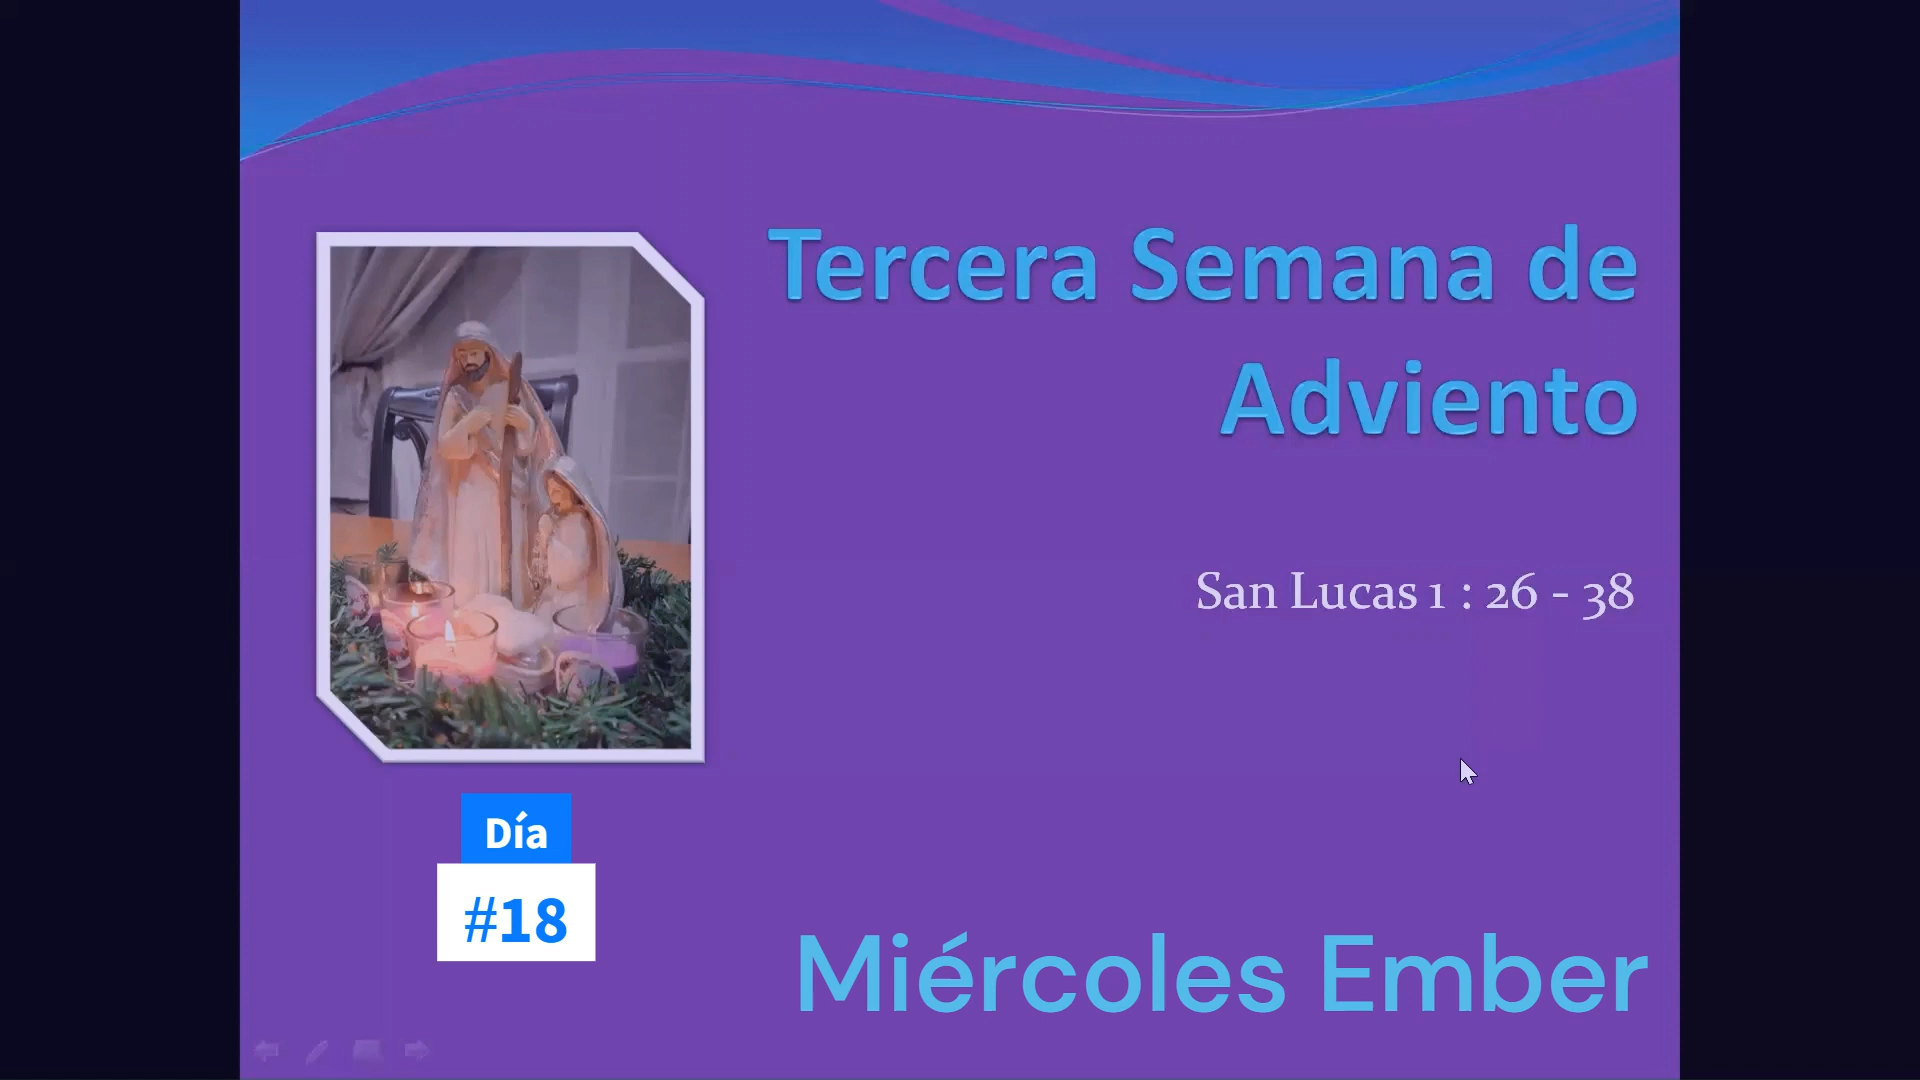 Tercera Semana de
Adviento
San Lucas 1 : 26 - 38
Día
#18
Miércoles Ember